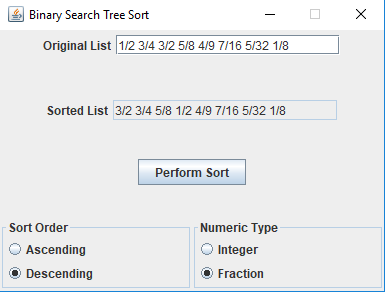 Binary Search Tree Sort
Original List 1/2 3/4 3/2 5/8 4/9 7/16 5/32 1/8
Sorted List 3/2 3/4 5/8 1/2 4/9 7/16 5/32 1/8
Perform Sort
Sort Order
Ascending
Descending
Numeric Type
Integer
Fraction